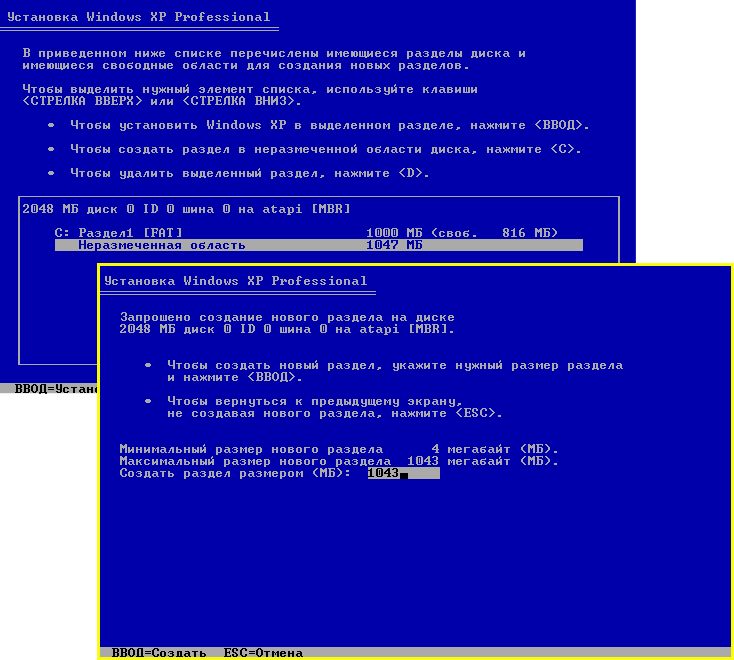 Установка Windows XP Professional
В приведенном ниже списке перечислены имеющиеся разделы диска и
имеющиеся свободные области для создания новых разделов.
Чтобы выделить нужный элемент списка, используйте клавиши
<СТРЕЛКА ВВЕРХ> или <СТРЕЛКА ВНИЗ>.
• Чтобы установить Windows XP в выделенном разделе, нажмите <ВВОД>.
• Чтобы создать раздел в неразмеченной области диска, нажмите <C>.
• Чтобы удалить выделенный раздел, нажмите <D>.
2048 МБ диск 0 ID 0 шина 0 на atapi [MBR]
C: Раздел1 [FAT] 1000 МБ (своб. 816 МБ)
Неразмеченная область 1047 МБ
ВВОД=Устано
Установка Windows XP Professional
Запрошено создание нового раздела на диске
2048 МБ диск 0 ID 0 шина 0 на atapi [MBR].
• Чтобы создать новый раздел, укажите нужный размер раздела
и нажмите <ВВОД>.
• Чтобы вернуться к предыдущему экрану,
не создавая нового раздела, нажмите <ESC>.
Минимальный размер нового раздела 4 мегабайт (МБ).
Максимальный размер нового раздела 1043 мегабайт (МБ).
Создать раздел размером (МБ): 1043
ВВОД=Создать ESC=Отмена